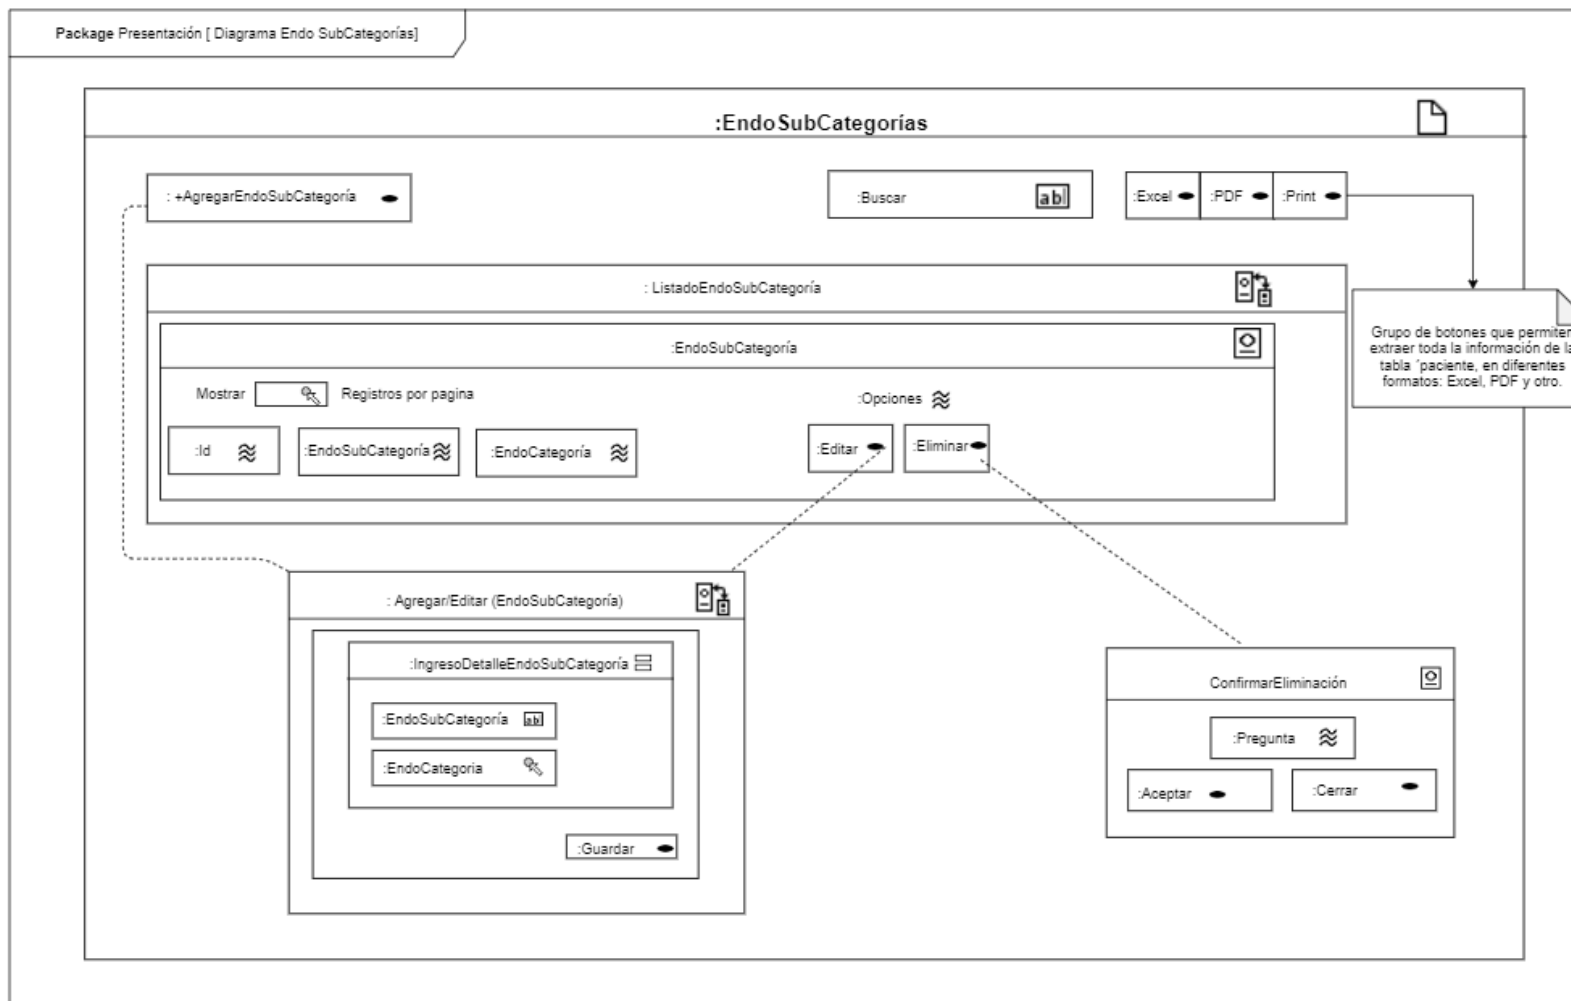 Package Presentación [ Diagrama Endo SubCategorías]
:EndoSubCategorías
: +AgregarEndoSubCategoría
:Buscar
ab
:Excel
:PDF
:Print
: ListadoEndoSubCategoría
:EndoSubCategoría
Mostrar
Registros por pagina
:Opciones
:Id
:EndoSubCategoría
:EndoCategoría
:Editar
:Eliminar
Grupo de botones que permiten
extraer toda la información de la
tabla ´paciente, en diferentes
formatos: Excel, PDF y otro.
: Agregar/Editar (EndoSubCategoría)
:IngresoDetalleEndoSubCategoría
:EndoSubCategoría
ab
:EndoCategoria
:Guardar
ConfirmarEliminación
:Pregunta
:Aceptar
:Cerrar